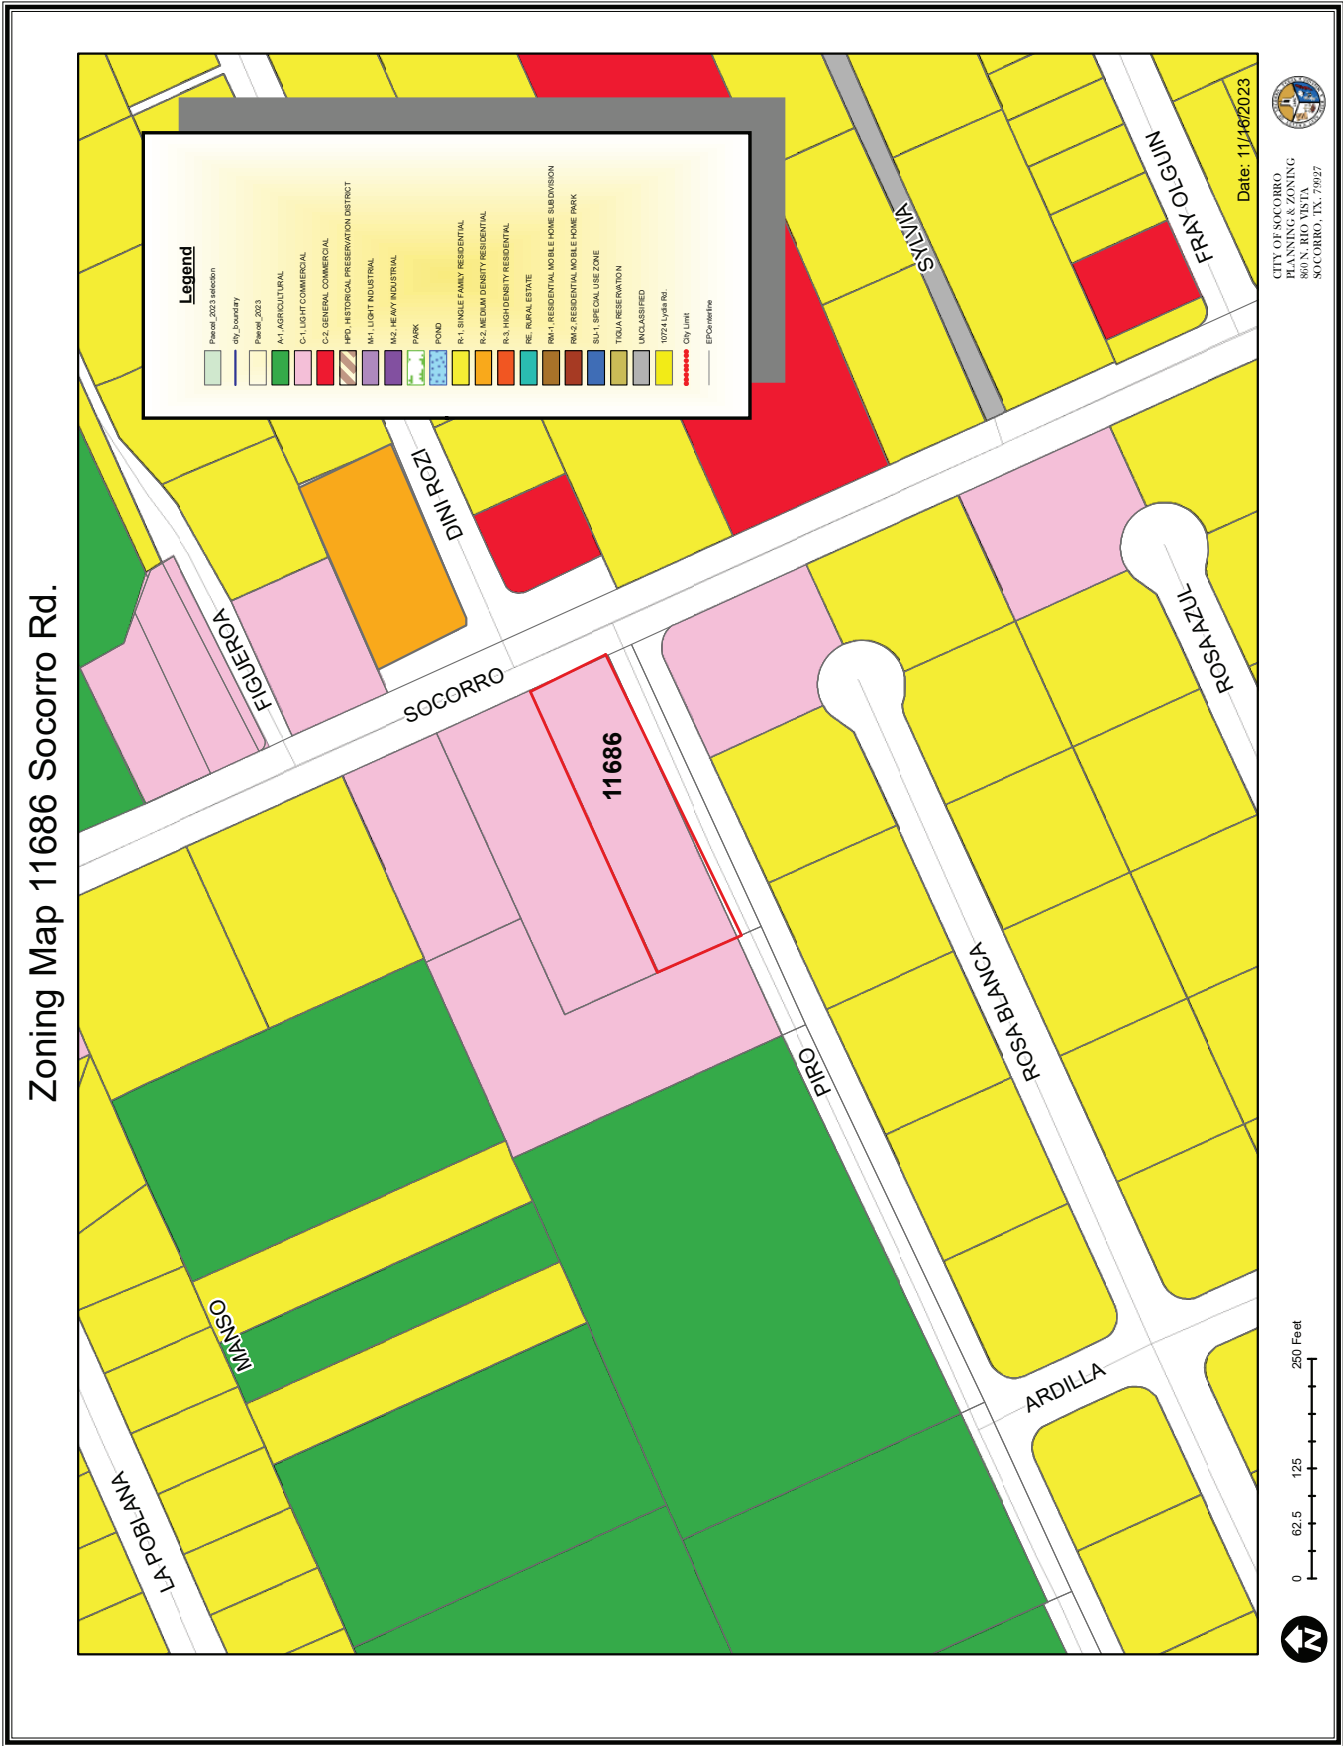 Zoning Map 11686 Socorro Rd.
Legend
Parcel_2023 selection
city_boundary
Parcel_2023
A-1, AGRICULTURAL
C-1, LIGHT COMMERCIAL
C-2, GENERAL COMMERCIAL
HPD, HISTORICAL PRESERVATION DISTRICT
M-1, LIGHT INDUSTRIAL
M-2, HEAVY INDUSTRIAL
PARK
POND
R-1, SINGLE FAMILY RESIDENTIAL
R-2, MEDIUM DENSITY RESIDENTIAL
R-3, HIGH DENSITY RESIDENTIAL
RE, RURAL ESTATE
RM-1, RESIDENTIAL MOBILE HOME SUBDIVISION
RM-2, RESIDENTIAL MOBILE HOME PARK
SU-1, SPECIAL USE ZONE
TIGUA RESERVATION
UNCLASSIFIED
10724 Lydia Rd.
City Limit
EPCenterline
LA POBLANA
MANSO
FIGUEROA
SOCORRO
DINI ROZI
11686
PIRO
SYLVIA
ROSA BLANCA
ARDILLA
ROSA AZUL
FRAY OLGUIN
Date: 11/16/2023
N
0 62.5 125 250 Feet
CITY OF SOCORRO
PLANNING & ZONING
860 N. RIO VISTA
SOCORRO, TX. 79927